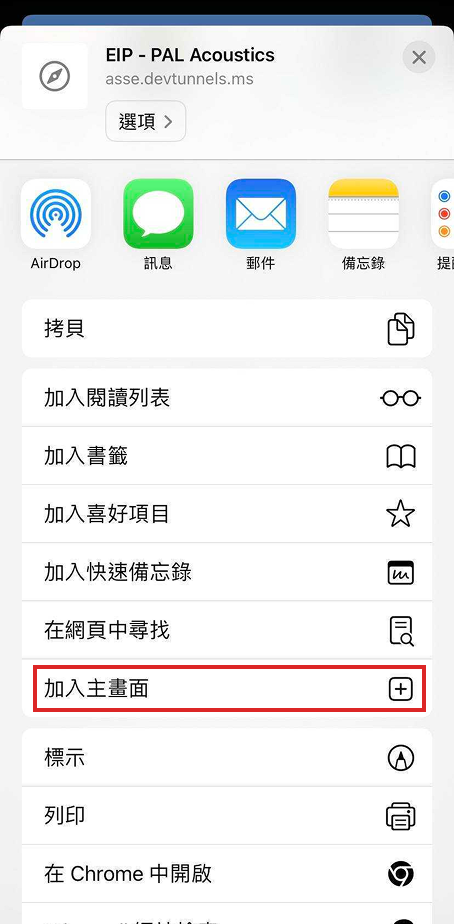 EIP - PAL Acoustics
asse.devtunnels.ms
選項
AirDrop
訊息
郵件
備忘錄
拷貝
加入閱讀列表
加入書籤
加入喜好項目
加入快速備忘錄
在網頁中尋找
加入主畫面
標示
列印
在 Chrome 中開啟